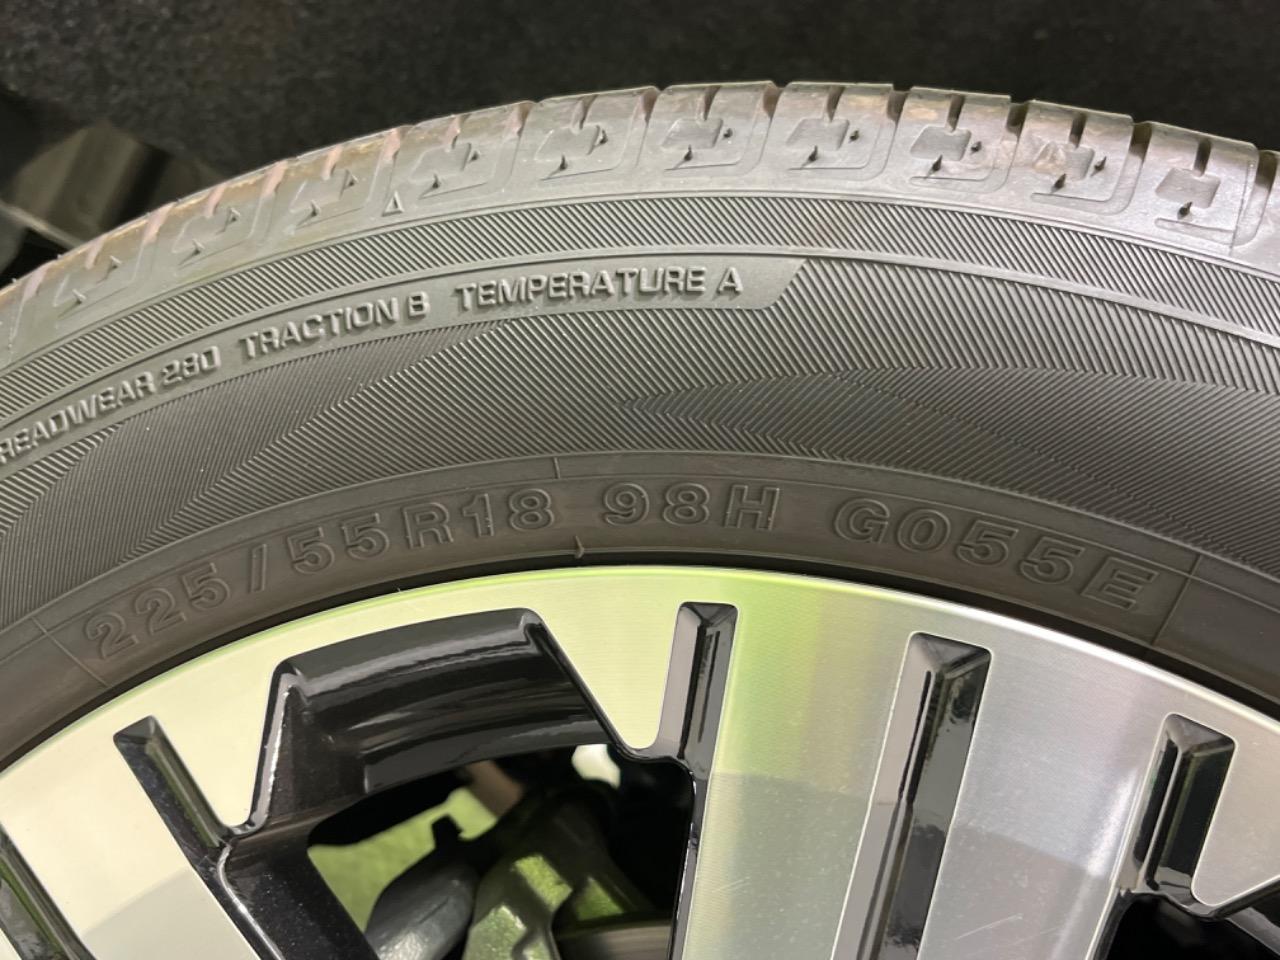 READWEAR 280 TRACTION B TEMPERATURE A
225/55R18 98H G055E